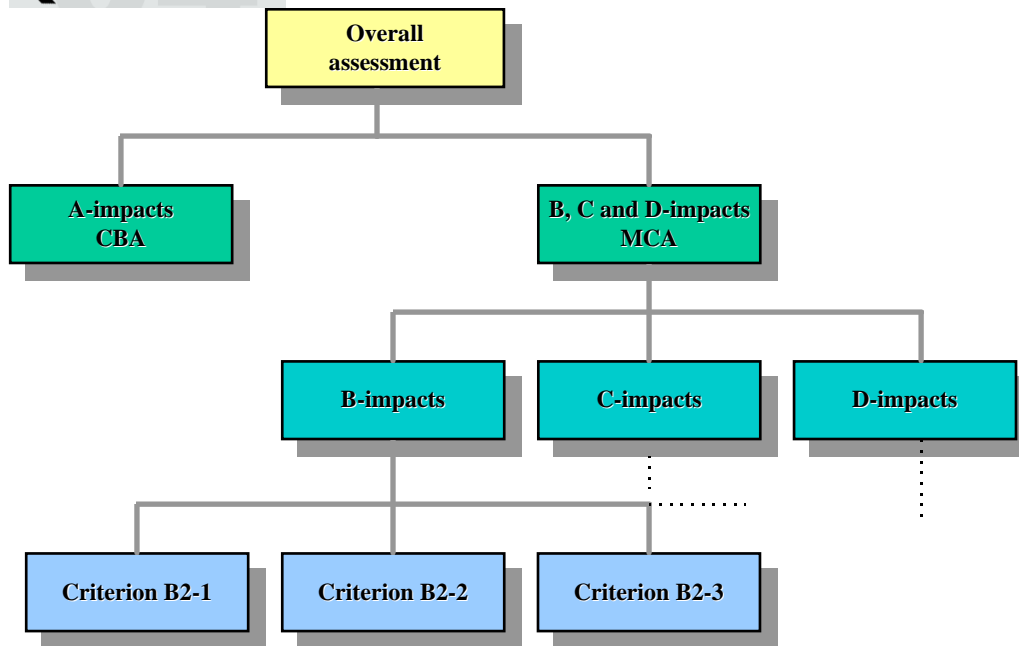 Overall
assessment
A-impacts
CBA
B, C and D-impacts
MCA
B-impacts
C-impacts
D-impacts
Criterion B2-1
Criterion B2-2
Criterion B2-3